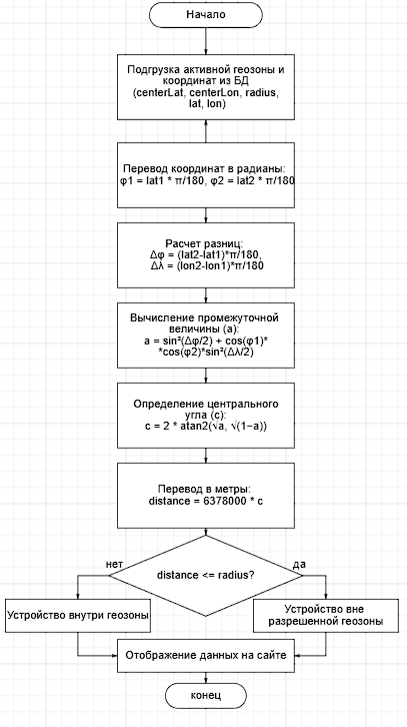 Начало
Подгрузка активной геозоны и
координат из БД
(centerLat, centerLon, radius,
lat, lon)
Перевод координат в радианы:
φ1 = lat1 * π/180, φ2 = lat2 * π/180
Расчет разниц:
Δφ = (lat2-lat1)*π/180,
Δλ = (lon2-lon1)*π/180
Вычисление промежуточной
величины (a):
a = sin²(Δφ/2) + cos(φ1)*
*cos(φ2)*sin²(Δλ/2)
Определение центрального
угла (c):
c = 2 * atan2(√a, √(1−a))
Перевод в метры:
distance = 6378000 * c
distance <= radius?
нет
да
Устройство внутри геозоны
Устройство вне
разрешенной геозоны
Отображение данных на сайте
конец